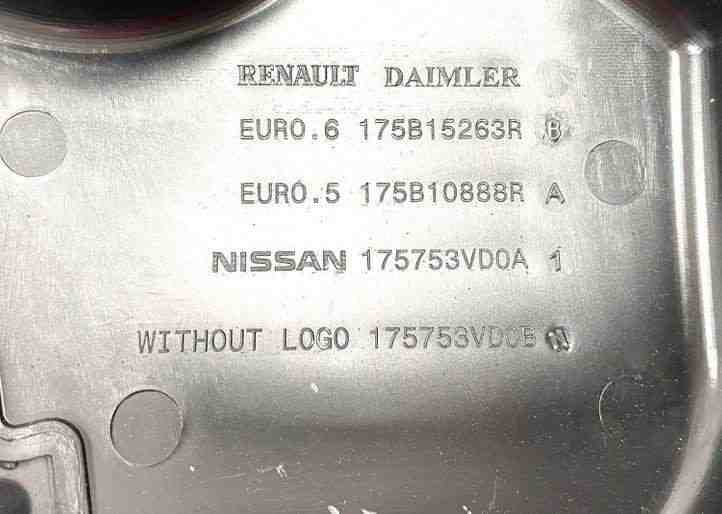 RENAULT DAIMLER
EURO.6 175B15263R B
EURO.5 175B10888R A
NISSAN 175753VD0A 1
WITHOUT LOGO 175753VD0B N